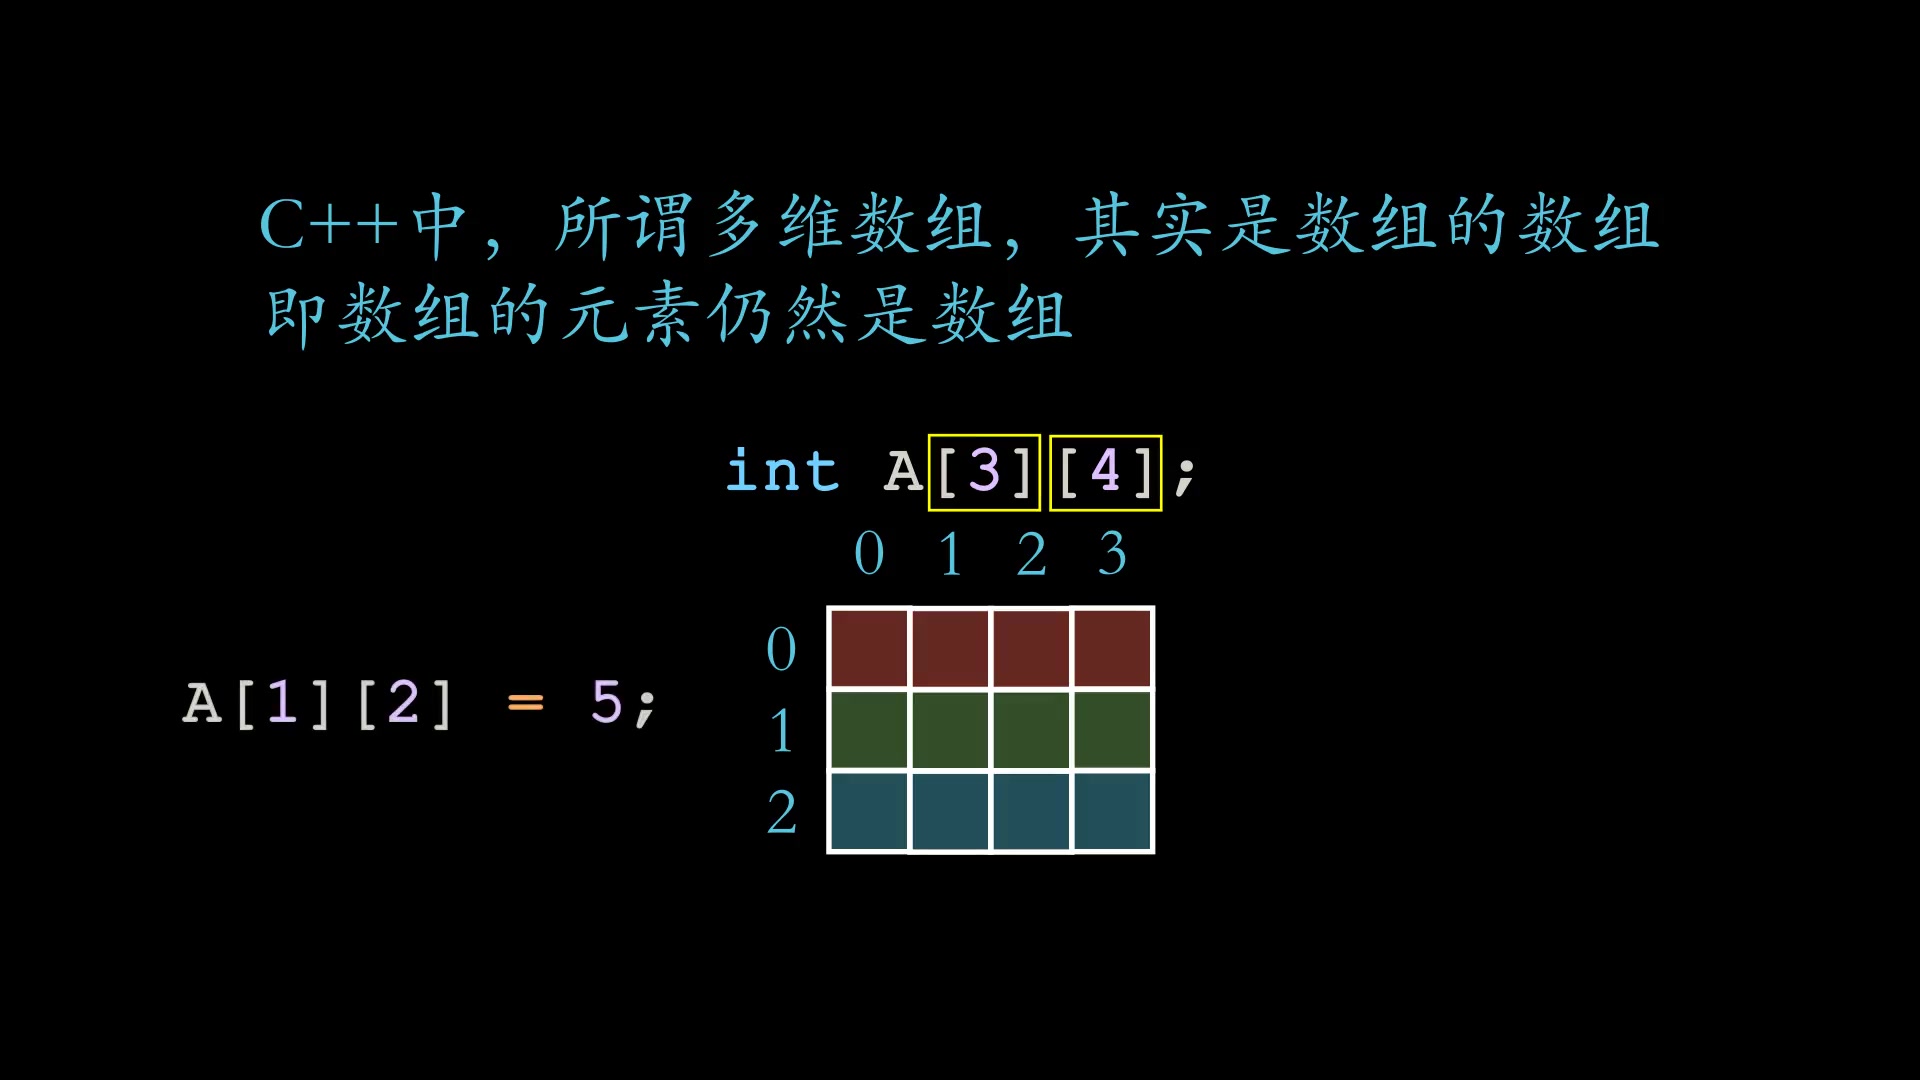 C++中，所谓多维数组，其实是数组的数组
即数组的元素仍然是数组
int A[3][4];
0 1 2 3
0
A[1][2] = 5;
1
2